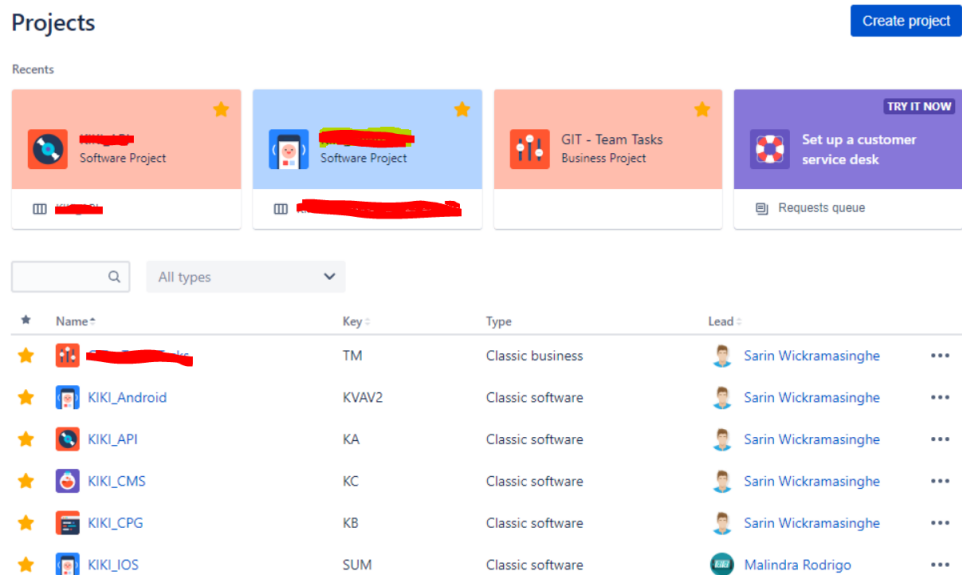 Projects
Create project
Recents
TRY IT NOW
Software Project
Software Project
GIT - Team Tasks
Business Project
Set up a customer
service desk
Requests queue
All types
Name Key Type Lead
TM Classic business Sarin Wickramasinghe
KIKI_Android KVAV2 Classic software Sarin Wickramasinghe
KIKI_API KA Classic software Sarin Wickramasinghe
KIKI_CMS KC Classic software Sarin Wickramasinghe
KIKI_CPG KB Classic software Sarin Wickramasinghe
KIKI_IOS SUM Classic software Malindra Rodrigo